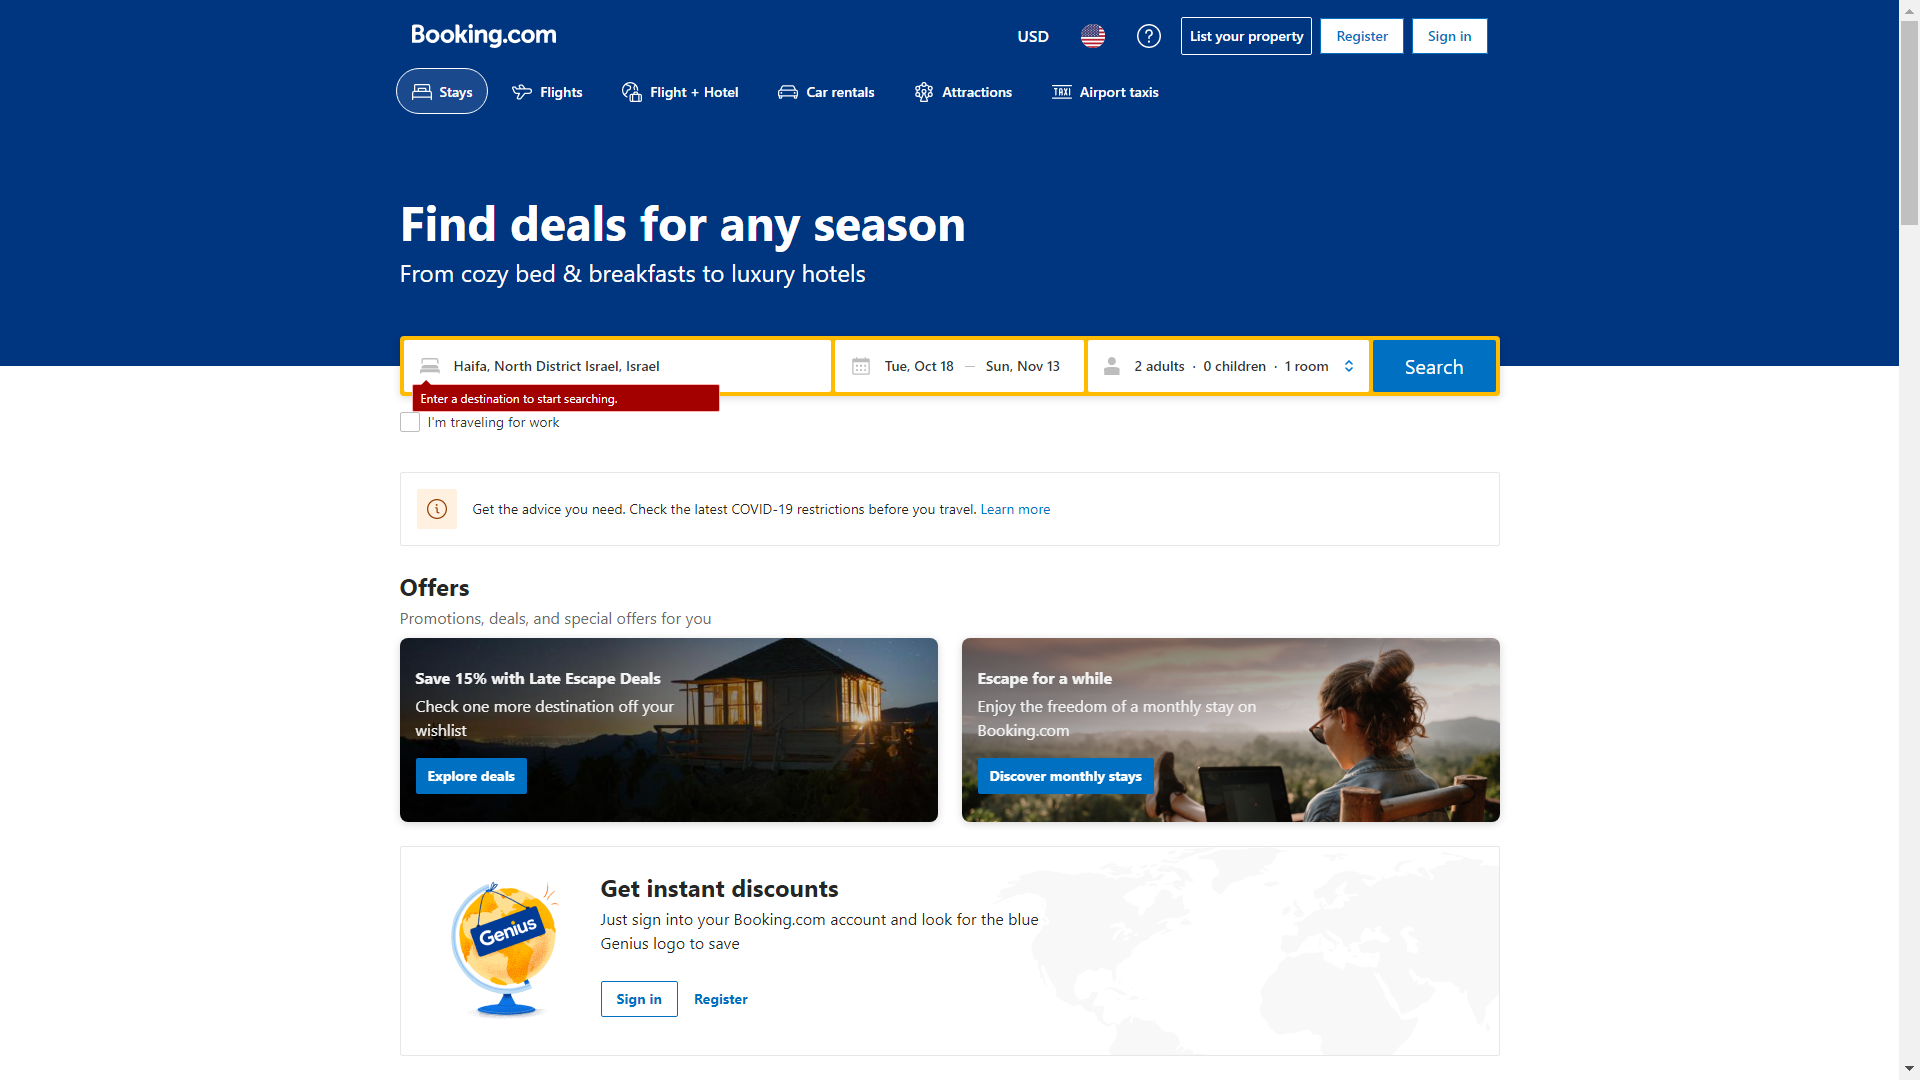 Booking.com
USD
List your property
Register
Sign in
Stays
Flights
Flight + Hotel
Car rentals
Attractions
TAXI
Airport taxis
Find deals for any season
From cozy bed & breakfasts to luxury hotels
Haifa, North District Israel, Israel
Tue, Oct 18 — Sun, Nov 13
2 adults · 0 children · 1 room
Search
Enter a destination to start searching.
I'm traveling for work
Get the advice you need. Check the latest COVID-19 restrictions before you travel. Learn more
Offers
Promotions, deals, and special offers for you
Save 15% with Late Escape Deals
Check one more destination off your
wishlist
Explore deals
Escape for a while
Enjoy the freedom of a monthly stay on
Booking.com
Discover monthly stays
Genius
Get instant discounts
Just sign into your Booking.com account and look for the blue
Genius logo to save
Sign in
Register